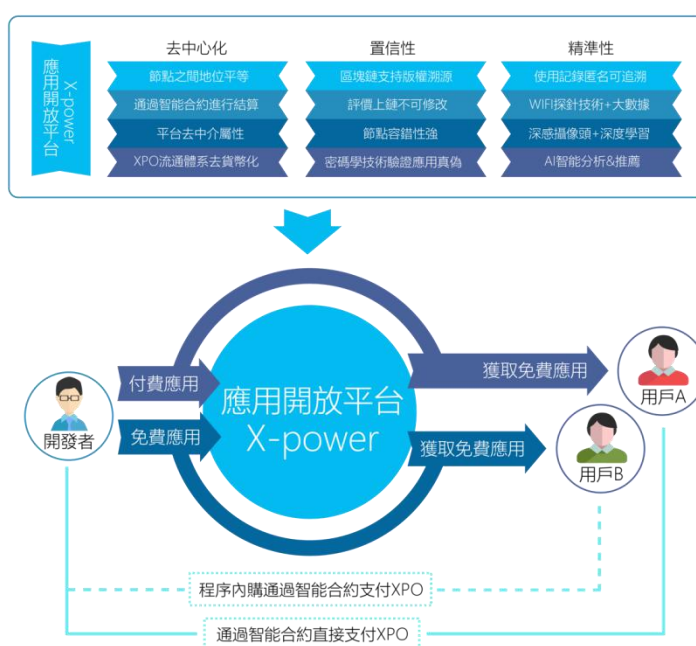 應用開放平台
X-power
去中心化
節點之間地位平等
通過智能合約進行結算
平台去中介屬性
XPO流通體系去貨幣化
置信性
區塊鏈支持版權溯源
評價上鏈不可修改
節點容錯性強
密碼學技術驗證應用真偽
精準性
使用記錄匿名可追溯
WIFI探針技術+大數據
深感攝像頭+深度學習
AI智能分析&推薦
付費應用
免費應用
開發者
應用開放平台
X-power
獲取免費應用
獲取免費應用
用戶A
用戶B
程序內購通過智能合約支付XPO
通過智能合約直接支付XPO